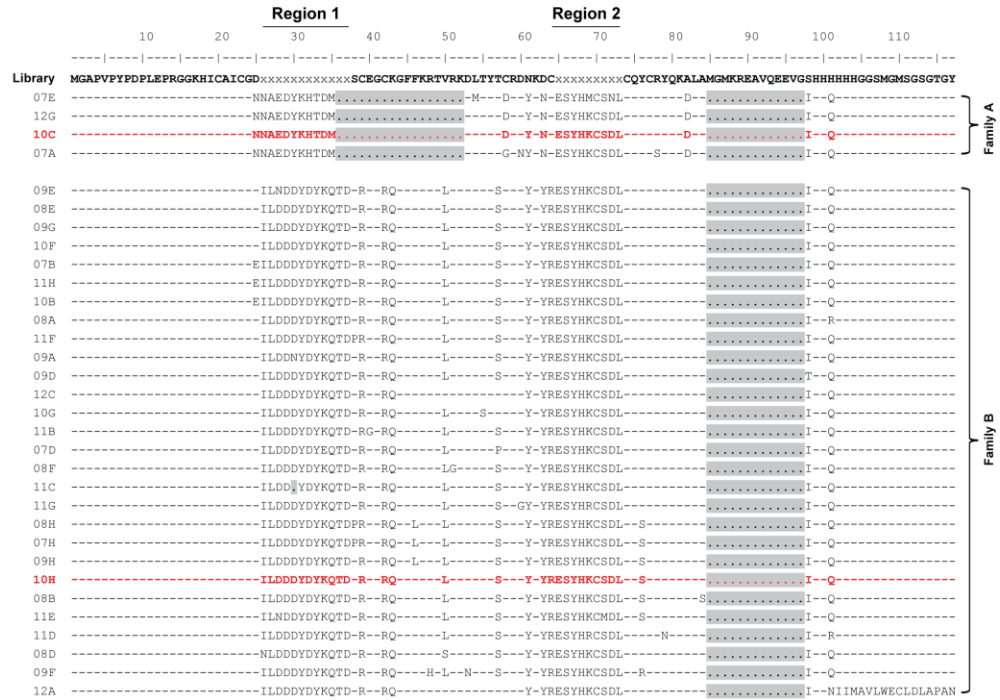 Region 1 Region 2
10 20 30 40 50 60 70 80 90 100 110
Library MGAPVPYPDPLEPRGGKHICAICGDxxxxxxxxxxxxSCEGCKGFFKRTVRKDLTYTCRDNKDCxxxxxxxxxCQYCRYQKALAMGMKREAVQEEVGSHHHHHHGGSMGMSGSGTGY
07E ------------------------NNAEDYKHTDM.................-M---D--Y-N-ESYHMCSNL--------D--.............I--Q----------------
12G ------------------------NNAEDYKHTDM.................-----D--Y-N-ESYHKCSDL--------D--.............I--Q----------------
10C ------------------------NNAEDYKHTDM.................-----D--Y-N-ESYHKCSDL--------D--.............I--Q----------------
07A ------------------------NNAEDYKHTDM.................-----G-NY-N-ESYHKCSDL----S---D--.............I--Q----------------
Family A
09E -------------------------ILNDDYDYKQTD-R--RQ------L------S---Y-YRESYHKCSDL-----------.............I--Q----------------
08E -------------------------ILDDDYDYKQTD-R--RQ------L------S---Y-YRESYHKCSDL-----------.............I--Q----------------
09G -------------------------ILDDDYDYKQTD-R--RQ------L------S---Y-YRESYHKCSDL-----------.............I--Q----------------
10F -------------------------ILDDDYDYKQTD-R--RQ------L------S---Y-YRESYHKCSDL-----------.............I--Q----------------
07B ------------------------EILDDDYDYKQTD-R--RQ------L------S---Y-YRESYHKCSDL-----------.............I--Q----------------
11H ------------------------EILDDDYDYKQTD-R--RQ------L------S---Y-YRESYHKCSDL-----------.............I--Q----------------
10B ------------------------EILDDDYDYKQTD-R--RQ------L------S---Y-YRESYHKCSDL-----------.............I--Q----------------
08A -------------------------ILDDDYDYKQTD-R--RQ------L------S---Y-YRESYHKCSDL-----------.............I--R----------------
11F -------------------------ILDDDYDYKQTDPR--RQ------L------S---Y-YRESYHKCSDL-----------.............I--Q----------------
09A -------------------------ILDDNYDYKQTD-R--RQ------L------S---Y-YRESYHKCSDL-----------.............I--Q----------------
09D -------------------------ILDDDYDYKQTD-R--RQ------L------S---Y-YRESYHKCSDL-----------.............T--Q----------------
12C -------------------------ILDDDYDYKQTD-R--RQ-----------------Y-YRESYHKCSDL-----------.............I--Q----------------
10G -------------------------ILDDDYDYKQTD-R--RQ------L----S-----Y-YRESYHKCSDL-----------.............I--Q----------------
11B -------------------------ILDDDYDYKQTD-RG-RQ------L------S---Y-YRESYHKCSDL-----------.............I--Q----------------
07D -------------------------ILDDDYDYKQTD-R--RQ------L------P---Y-YRESYHKCSDL-----------.............I--Q----------------
08F -------------------------ILDDDYDYKQTD-R--RQ------LG-----S---Y-YRESYHKCSDL-----------.............I--Q----------------
11C -------------------------ILDD.YDYKQTD-R--RQ------L------S---Y-YRESYHKCSDL-----------.............I--Q----------------
11G -------------------------ILDDDYDYKQTD-R--RQ------L------S--GY-YRESYHRCSDL-----------.............I--Q----------------
08H -------------------------ILDDDYDYKQTDPR--RQ--L---L------S---Y-YRESYHKCSDL--S--------.............I--Q----------------
07H -------------------------ILDDDYDYKQTDPR--RQ--L---L------S---Y-YRESYHKCSDL--S--------.............I--Q----------------
09H -------------------------ILDDDYDYKQTD-R--RQ--L---L------S---Y-YRESYHKCSDL--S--------.............I--Q----------------
10H -------------------------ILDDDYDYKQTD-R--RQ------L------S---Y-YRESYHKCSDL--S--------.............I--Q----------------
08B -------------------------ILDDDYDYKQTD-R--RQ------L------S---Y-YRESYHKCSDL----------S.............I--Q----------------
11E -------------------------ILNDDYDYKQTD-R--RQ------L------S---Y-YRESYHKCMDL--S--------.............I--Q----------------
11D -------------------------ILDDDYDYKQTD-R--RQ------L------S---Y-YRESYHRCSDL-----N-----.............I--R----------------
08D -------------------------NLDDDYDYKQTD-R--RQ------S------S---Y-YRESYHKCSDL-----------.............I--Q----------------
09F -------------------------ILDDDYDYKQTD-R--RQ----H-L--N---S---Y-YRESYHKCSDL--R--------.............I--Q----------------
12A -------------------------ILDDDYDYKQTD-R--RQ------L------S---Y-YRESYHKCSDL-----------.............I--NIIMAVLWECLDLAPAN
Family B